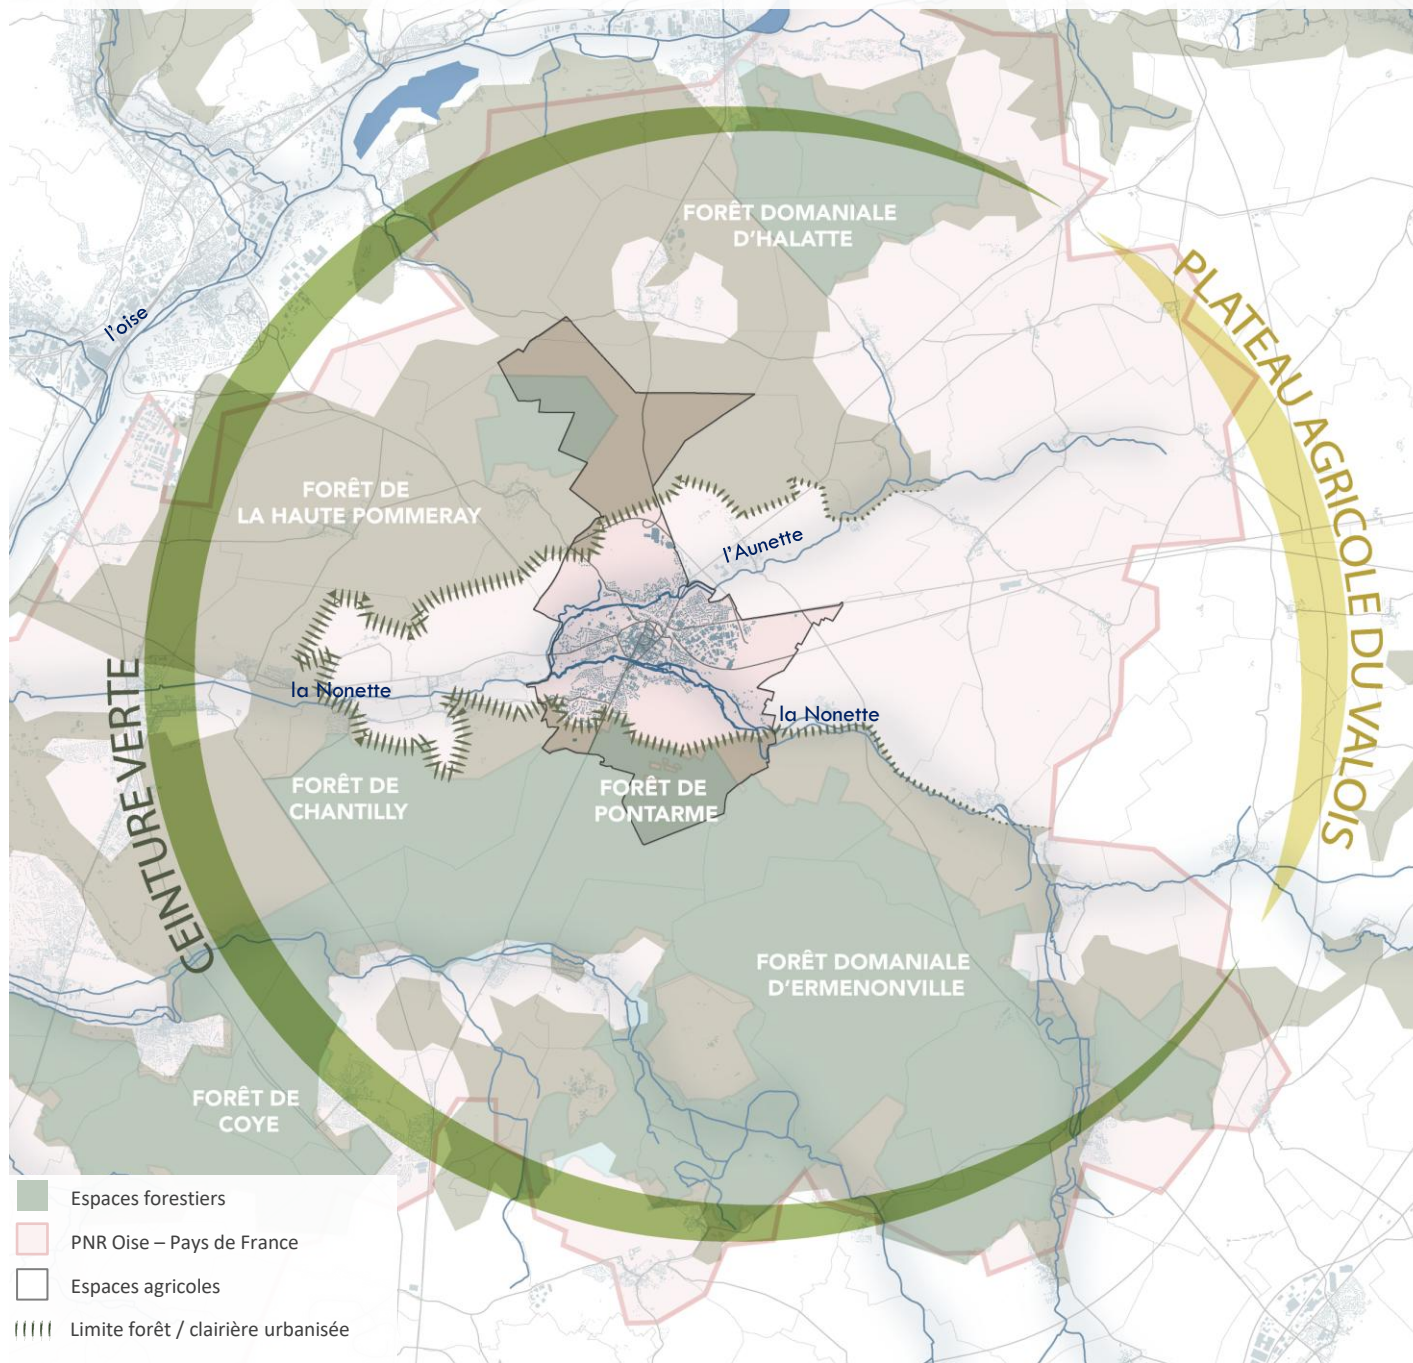 FORÊT DOMANIALE
D'HALATTE
PLATEAU AGRICOLE DU VALOIS
l'oise
FORÊT DE
LA HAUTE POMMERAY
l'Aunette
CEINTURE VERTE
la Nonette
la Nonette
FORÊT DE
CHANTILLY
FORÊT DE
PONTARME
FORÊT DOMANIALE
D'ERMENONVILLE
FORÊT DE
COYE
Espaces forestiers
PNR Oise – Pays de France
Espaces agricoles
Limite forêt / clairière urbanisée